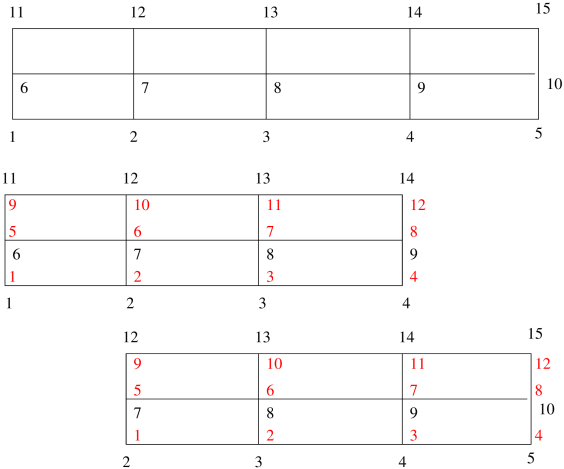 11 12 13 14 15
6 7 8 9 10
1 2 3 4 5
11 12 13 14
9 10 11 12
5 6 7 8
6 7 8 9
1 2 3 4
1 2 3 4
12 13 14 15
9 10 11 12
5 6 7 8
7 8 9 10
1 2 3 4
2 3 4 5